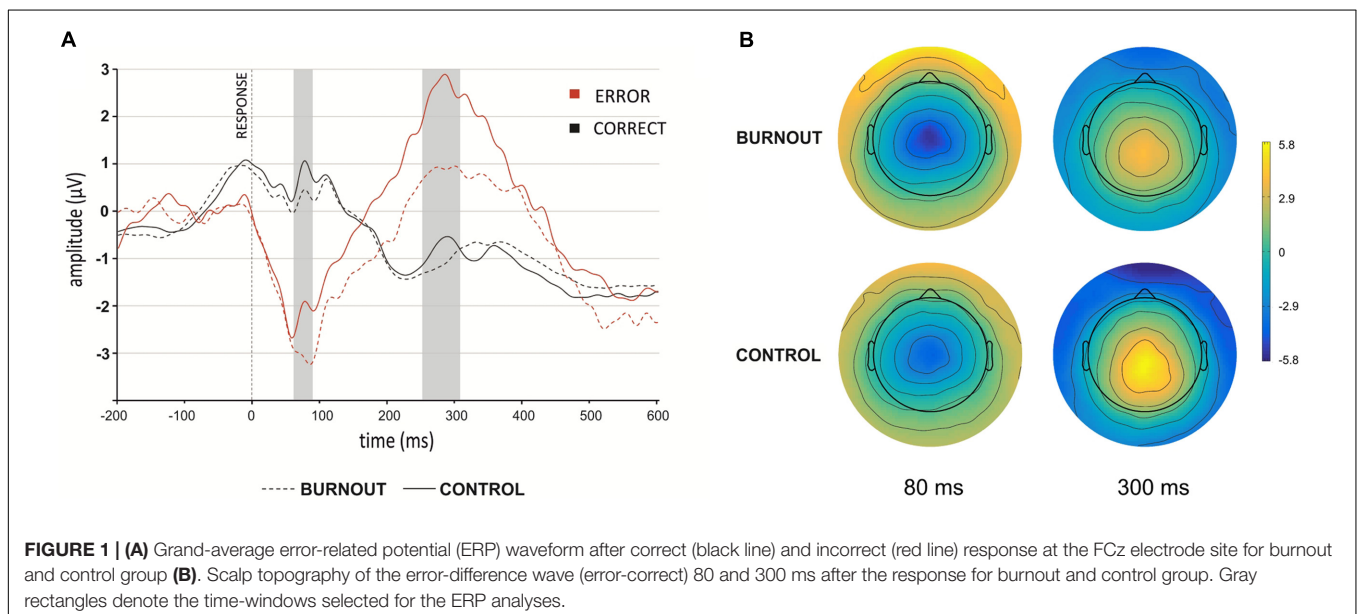 A
B
3
2
1
0
-1
-2
-3
amplitude (µV)
RESPONSE
ERROR
CORRECT
-200
-100
0
100
200
300
400
500
600
time (ms)
BURNOUT
CONTROL
BURNOUT
CONTROL
5.8
2.9
0
-2.9
-5.8
80 ms
300 ms
FIGURE 1 | (A) Grand-average error-related potential (ERP) waveform after correct (black line) and incorrect (red line) response at the FCz electrode site for burnout
and control group (B). Scalp topography of the error-difference wave (error-correct) 80 and 300 ms after the response for burnout and control group. Gray
rectangles denote the time-windows selected for the ERP analyses.